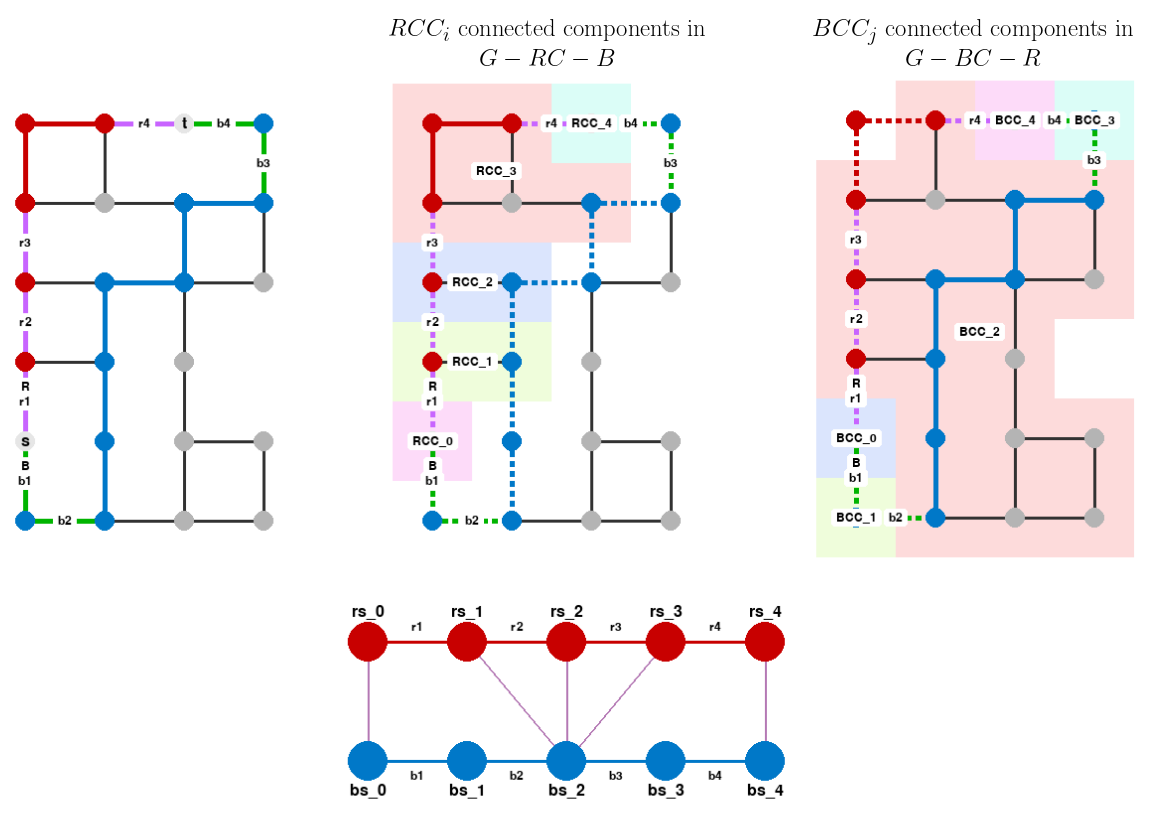 RCC_i connected components in
G − RC − B
BCC_j connected components in
G − BC − R
r4
t
b4
b3
r3
r2
R
r1
S
B
b1
b2
r4
RCC_4
b4
b3
RCC_3
r3
RCC_2
r2
RCC_1
R
r1
RCC_0
B
b1
b2
r4
BCC_4
b4
BCC_3
b3
r3
r2
BCC_2
R
r1
BCC_0
B
b1
BCC_1
b2
rs_0
rs_1
rs_2
rs_3
rs_4
r1
r2
r3
r4
b1
b2
b3
b4
bs_0
bs_1
bs_2
bs_3
bs_4